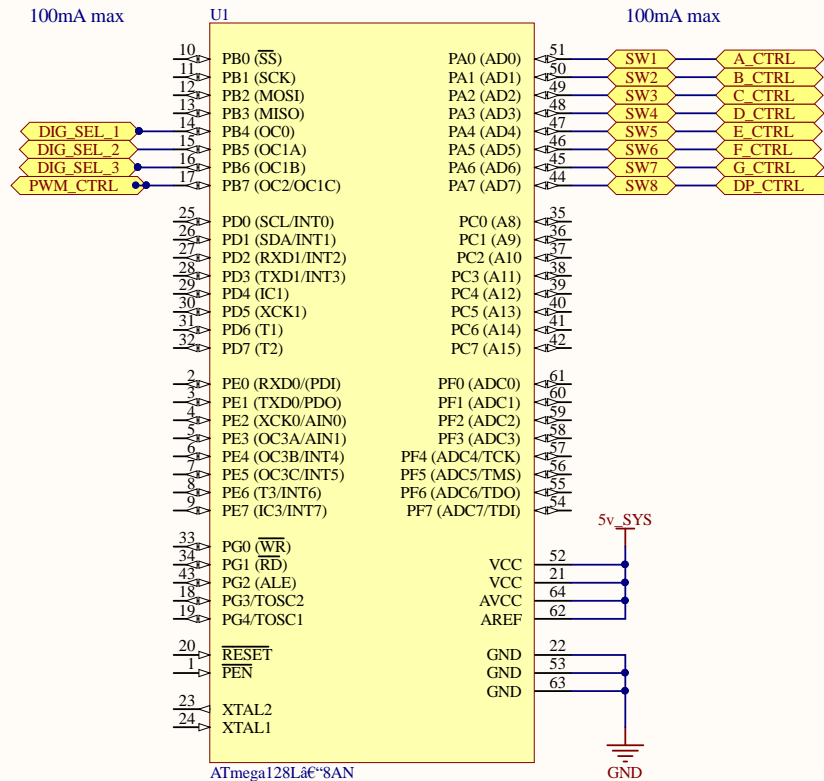 100mA max
U1
100mA max
10 PB0 (SS) PA0 (AD0) 51 SW1 A_CTRL
11 PB1 (SCK) PA1 (AD1) 50 SW2 B_CTRL
12 PB2 (MOSI) PA2 (AD2) 49 SW3 C_CTRL
13 PB3 (MISO) PA3 (AD3) 48 SW4 D_CTRL
DIG_SEL_1 14 PB4 (OC0) PA4 (AD4) 47 SW5 E_CTRL
DIG_SEL_2 15 PB5 (OC1A) PA5 (AD5) 46 SW6 F_CTRL
DIG_SEL_3 16 PB6 (OC1B) PA6 (AD6) 45 SW7 G_CTRL
PWM_CTRL 17 PB7 (OC2/OC1C) PA7 (AD7) 44 SW8 DP_CTRL
25 PD0 (SCL/INT0) PC0 (A8) 35
26 PD1 (SDA/INT1) PC1 (A9) 36
27 PD2 (RXD1/INT2) PC2 (A10 37
28 PD3 (TXD1/INT3) PC3 (A11) 38
29 PD4 (IC1) PC4 (A12) 39
30 PD5 (XCK1) PC5 (A13) 40
31 PD6 (T1) PC6 (A14) 41
32 PD7 (T2) PC7 (A15) 42
2 PE0 (RXD0/(PDI) PF0 (ADC0) 61
3 PE1 (TXD0/PDO) PF1 (ADC1) 60
4 PE2 (XCK0/AIN0) PF2 (ADC2) 59
5 PE3 (OC3A/AIN1) PF3 (ADC3) 58
6 PE4 (OC3B/INT4) PF4 (ADC4/TCK) 57
7 PE5 (OC3C/INT5) PF5 (ADC5/TMS) 56
8 PE6 (T3/INT6) PF6 (ADC6/TDO) 55
9 PE7 (IC3/INT7) PF7 (ADC7/TDI) 54
5v_SYS
33 PG0 (WR)
34 PG1 (RD) VCC 52
43 PG2 (ALE) VCC 21
18 PG3/TOSC2 AVCC 64
19 PG4/TOSC1 AREF 62
20 RESET GND 22
1 PEN GND 53
GND 63
23 XTAL2
24 XTAL1
ATmega128Lâ€“8AN
GND